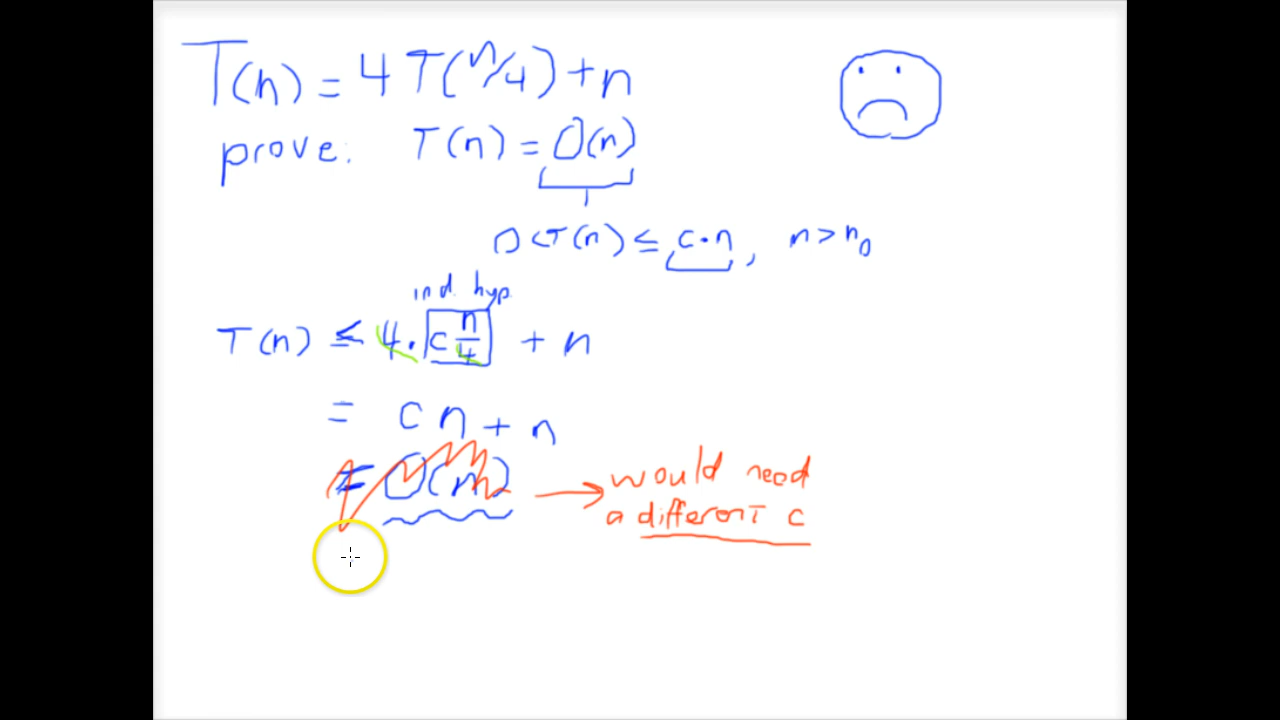 T(n) = 4T(n/4) + n
prove: T(n) = O(n)
0 < T(n) ≤ c·n, n > n₀
ind. hyp.
T(n) ≤ 4·c n/4 + n
= cn + n
= O(n) → would need
a different c